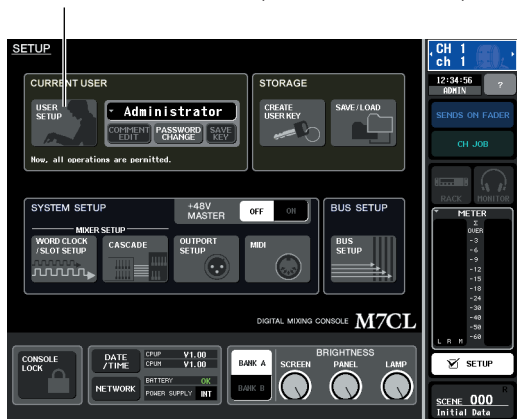 SETUP
CURRENT USER
USER
SETUP
Administrator
COMMENT
EDIT
PASSWORD
CHANGE
SAVE
KEY
Now, all operations are permitted.
STORAGE
CREATE
USER KEY
SAVE/LOAD
SYSTEM SETUP
+48V
MASTER
OFF
ON
MIXER SETUP
WORD CLOCK
/SLOT SETUP
CASCADE
OUTPORT
SETUP
MIDI
BUS SETUP
BUS
SETUP
DIGITAL MIXING CONSOLE M7CL
CONSOLE
LOCK
DATE
/TIME
NETWORK
CPUP V1.00
CPUM V1.00
BATTERY OK
POWER SUPPLY INT
BANK A
BANK B
BRIGHTNESS
SCREEN
PANEL
LAMP
CH 1
ch 1
12:34:56
ADMIN
?
SENDS ON FADER
CH JOB
RACK
MONITOR
METER
Σ
OVER
-3
-6
-9
-12
-15
-18
-24
-30
-40
-50
-60
L R M
SETUP
R
SCENE 000
Initial Data